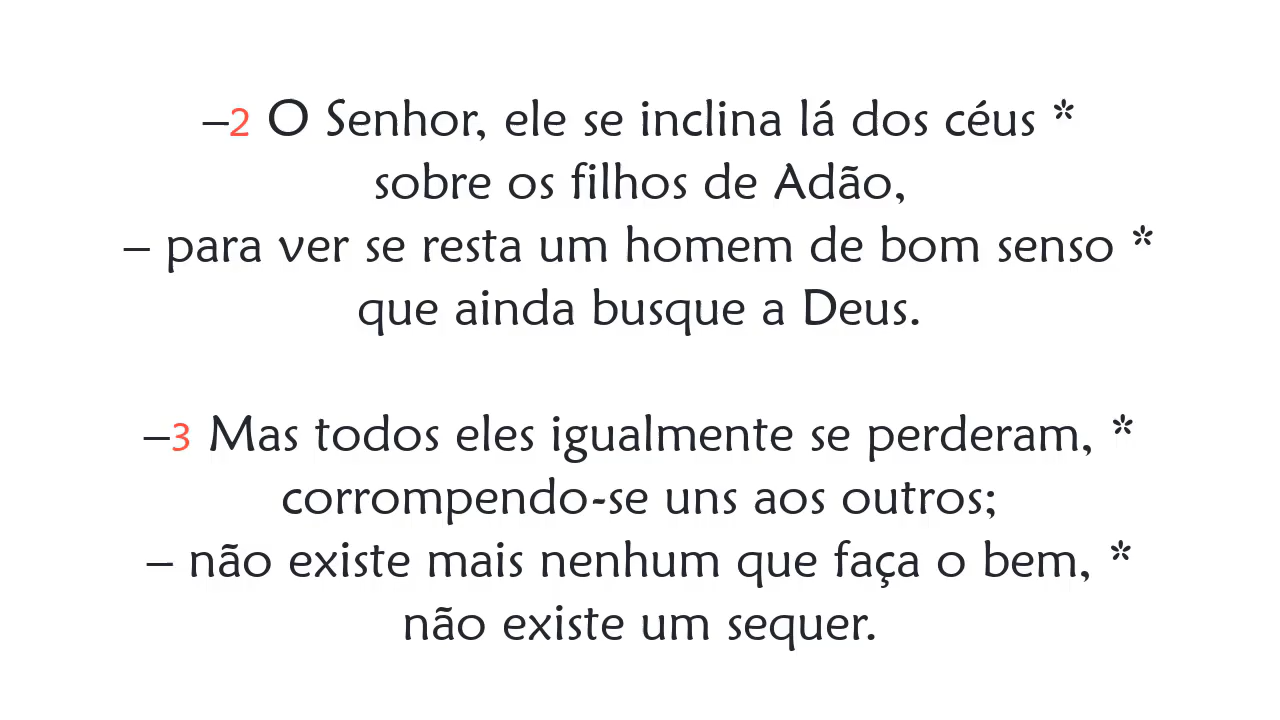 –2 O Senhor, ele se inclina lá dos céus *
sobre os filhos de Adão,
– para ver se resta um homem de bom senso *
que ainda busque a Deus.
–3 Mas todos eles igualmente se perderam, *
corrompendo-se uns aos outros;
– não existe mais nenhum que faça o bem, *
não existe um sequer.